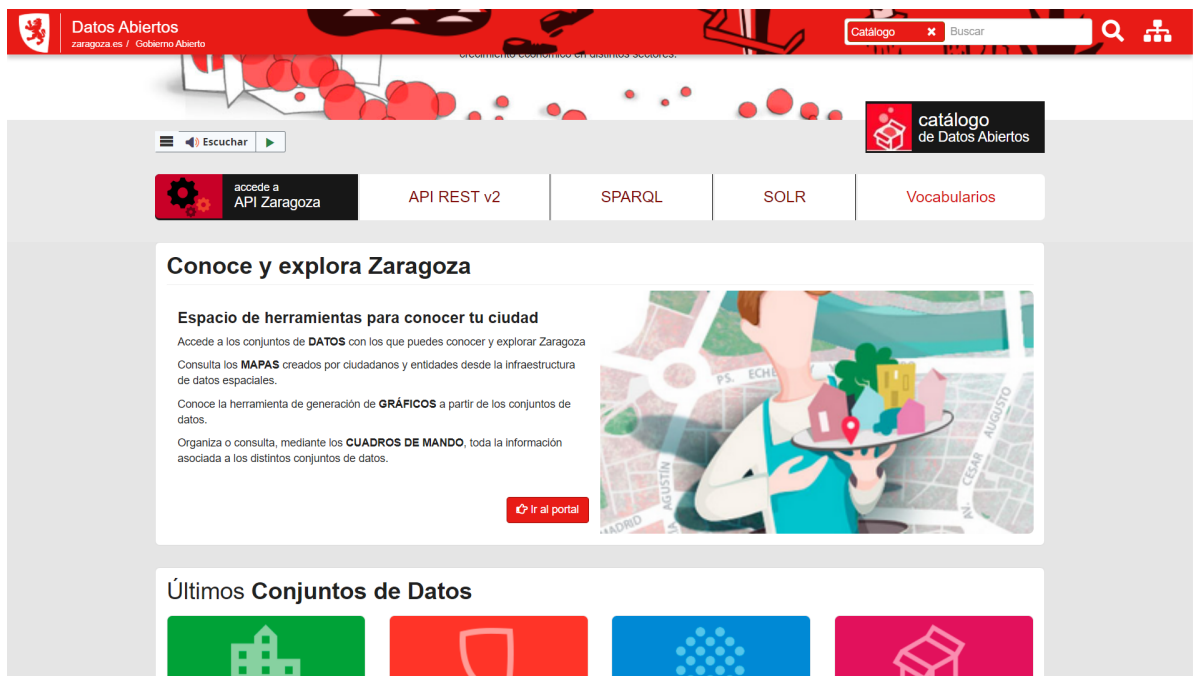 Datos Abiertos
zaragoza.es / Gobierno Abierto
Catálogo
Buscar
crecimiento económico en distintos sectores.
Escuchar
catálogo
de Datos Abiertos
accede a
API Zaragoza
API REST v2
SPARQL
SOLR
Vocabularios
Conoce y explora Zaragoza
Espacio de herramientas para conocer tu ciudad
Accede a los conjuntos de DATOS con los que puedes conocer y explorar Zaragoza
Consulta los MAPAS creados por ciudadanos y entidades desde la infraestructura
de datos espaciales.
Conoce la herramienta de generación de GRÁFICOS a partir de los conjuntos de
datos.
Organiza o consulta, mediante los CUADROS DE MANDO, toda la información
asociada a los distintos conjuntos de datos.
Ir al portal
PS. ECHE
AGUSTÍN
MADRID
AV. CESAR AUGUSTO
Últimos Conjuntos de Datos